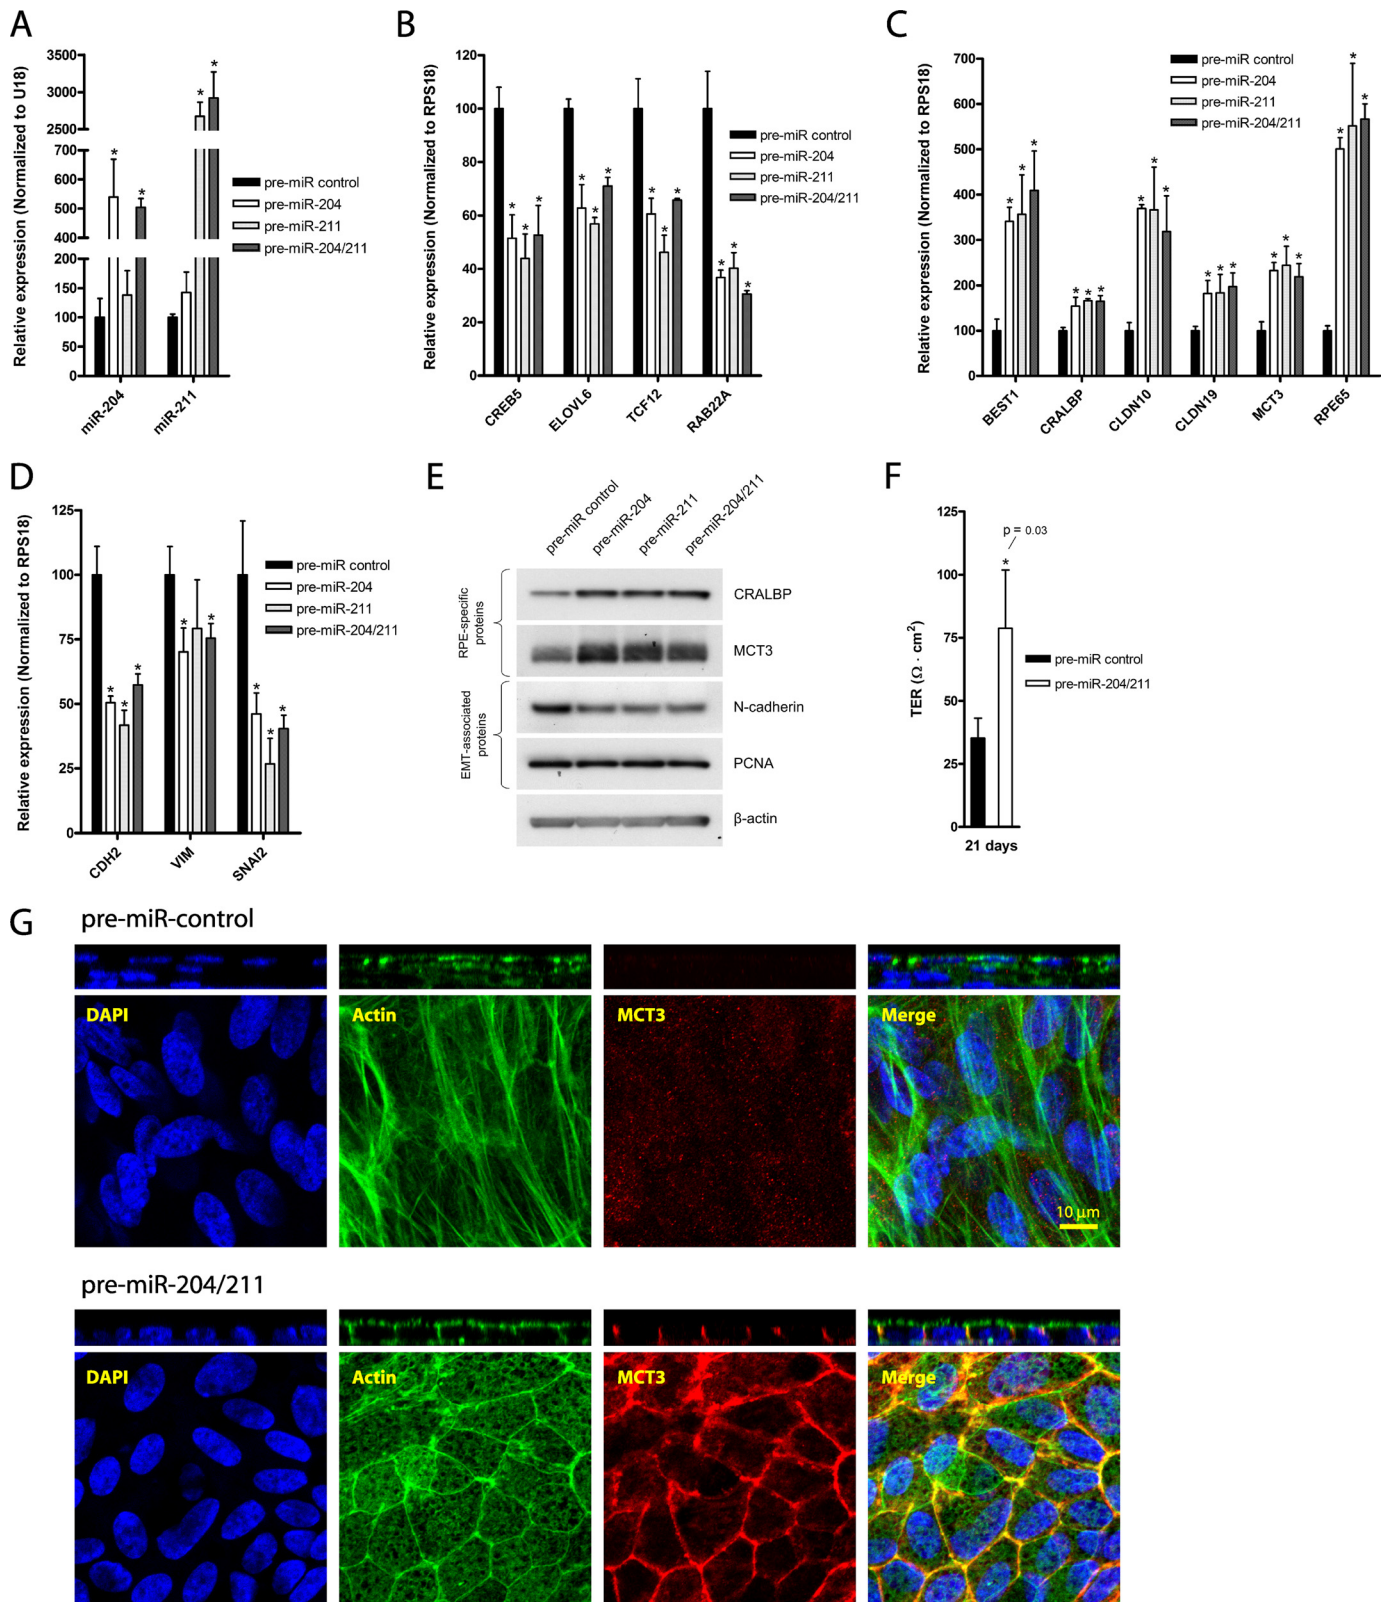 A
Relative expression (Normalized to U18)
3500
3000
2500
700
600
500
400
200
150
100
50
0
miR-204
miR-211
pre-miR control
pre-miR-204
pre-miR-211
pre-miR-204/211
* * * *
B
Relative expression (Normalized to RPS18)
120
100
80
60
40
20
0
CREB5
ELOVL6
TCF12
RAB22A
pre-miR control
pre-miR-204
pre-miR-211
pre-miR-204/211
* * * * * * * * * * * *
C
Relative expression (Normalized to RPS18)
700
600
500
400
300
200
100
0
BEST1
CRALBP
CLDN10
CLDN19
MCT3
RPE65
pre-miR control
pre-miR-204
pre-miR-211
pre-miR-204/211
* * * * * * * * * * * * * * * * * *
D
Relative expression (Normalized to RPS18)
125
100
75
50
25
0
CDH2
VIM
SNAI2
pre-miR control
pre-miR-204
pre-miR-211
pre-miR-204/211
* * * * * * * *
E
pre-miR control
pre-miR-204
pre-miR-211
pre-miR-204/211
RPE-specific
proteins
EMT-associated
proteins
CRALBP
MCT3
N-cadherin
PCNA
β-actin
F
TER (Ω · cm²)
125
100
75
50
25
0
p = 0.03
*
21 days
pre-miR control
pre-miR-204/211
G
pre-miR-control
DAPI
Actin
MCT3
Merge
10 µm
pre-miR-204/211
DAPI
Actin
MCT3
Merge